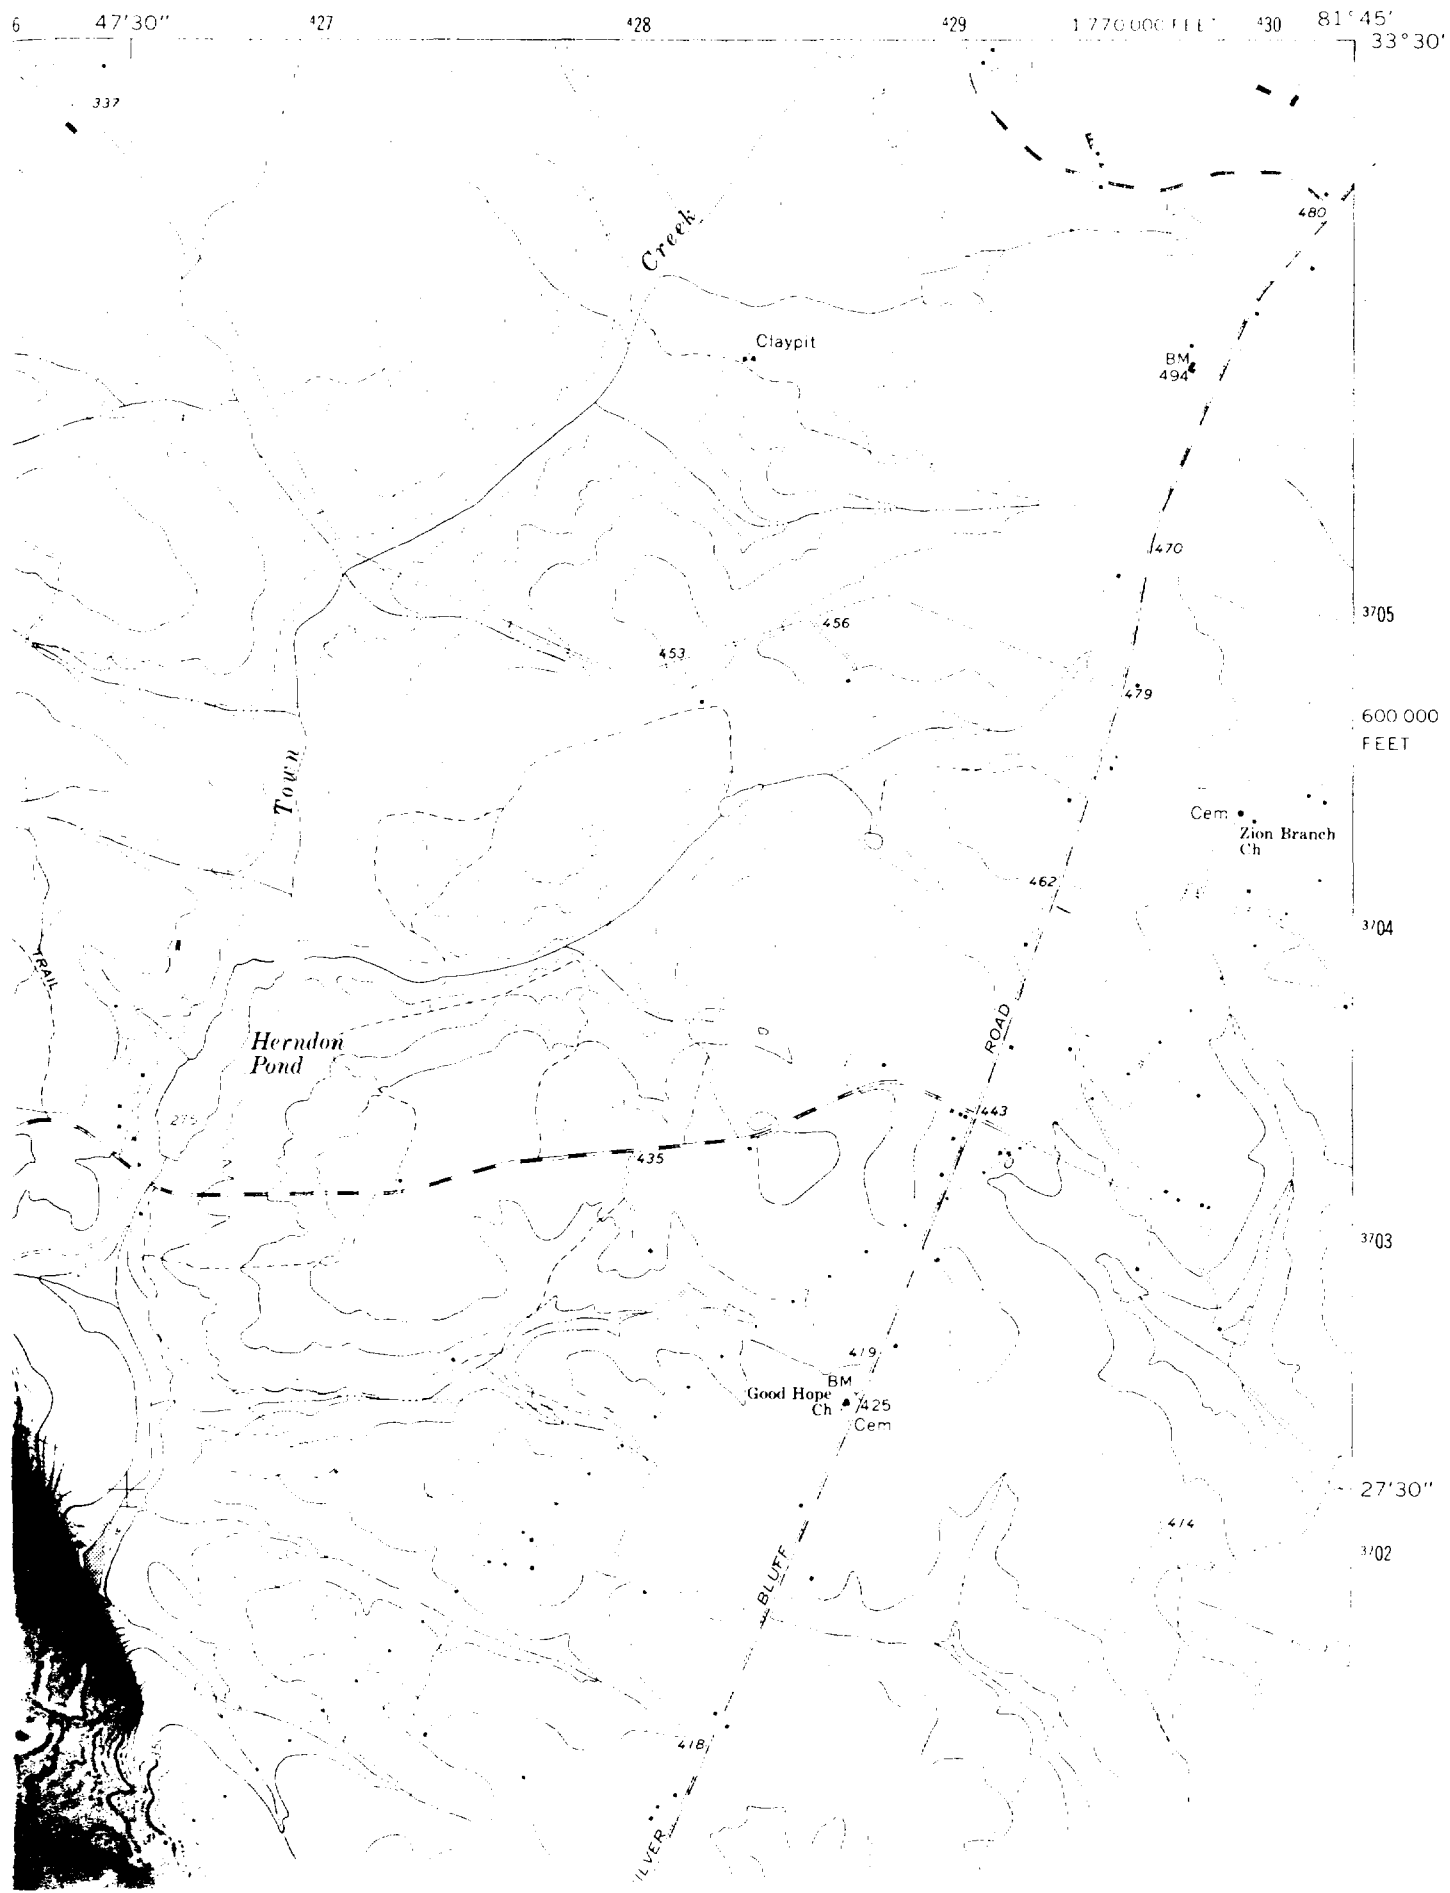 6 47'30" ⁴27 ⁴28 ⁴29 1 770 000 FEET ⁴30 81°45'
33°30'
337
480
Creek
Claypit
BM
494
470
³⁷05
456
453
479
600 000
FEET
Town
Cem
Zion Branch
Ch
462
³⁷04
TRAIL
ROAD
Herndon
Pond
275
443
435
³⁷03
419
BM
Good Hope
Ch
425
Cem
27'30"
414
³⁷02
BLUFF
418
ILVER